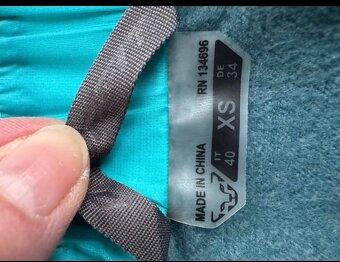 IT DE
40 XS 34
MADE IN CHINA RN 134696